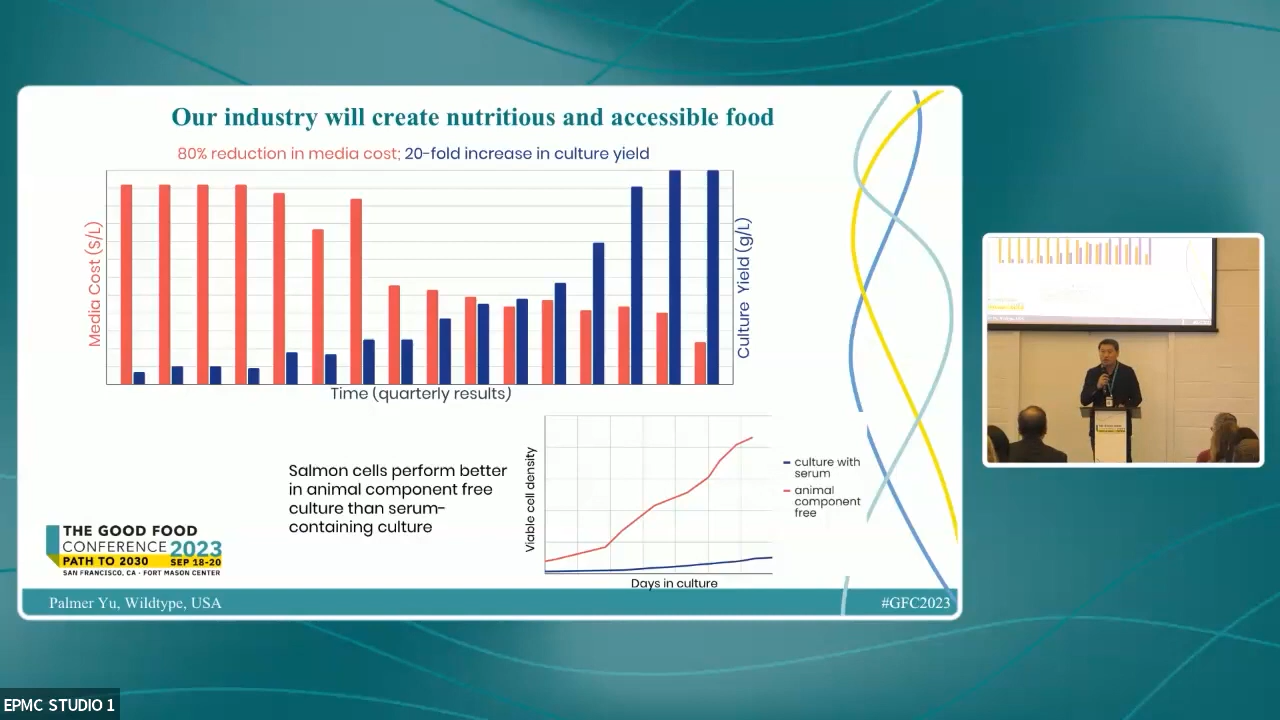 Our industry will create nutritious and accessible food
80% reduction in media cost; 20-fold increase in culture yield
Media Cost ($/L)
Culture Yield (g/L)
Time (quarterly results)
Salmon cells perform better
in animal component free
culture than serum-
containing culture
Viable cell density
Days in culture
culture with
serum
animal
component
free
THE GOOD FOOD
CONFERENCE 2023
PATH TO 2030 SEP 18-20
SAN FRANCISCO, CA · FORT MASON CENTER
Palmer Yu, Wildtype, USA
#GFC2023
EPMC STUDIO 1